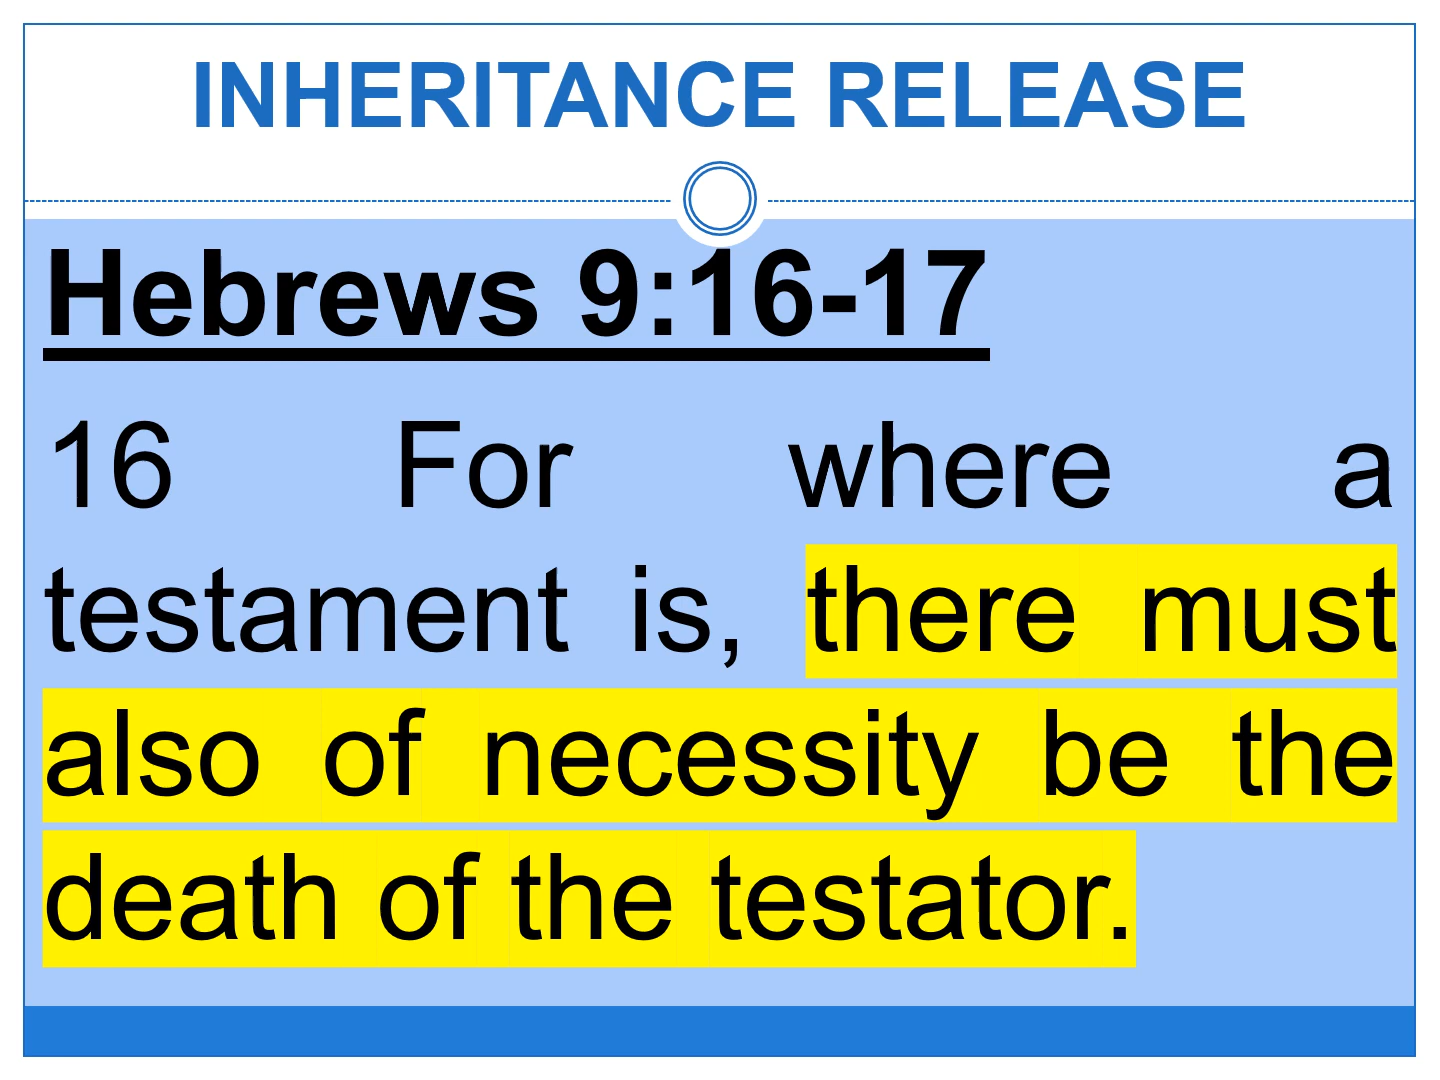 INHERITANCE RELEASE
Hebrews 9:16-17
16 For where a
testament is, there must
also of necessity be the
death of the testator.